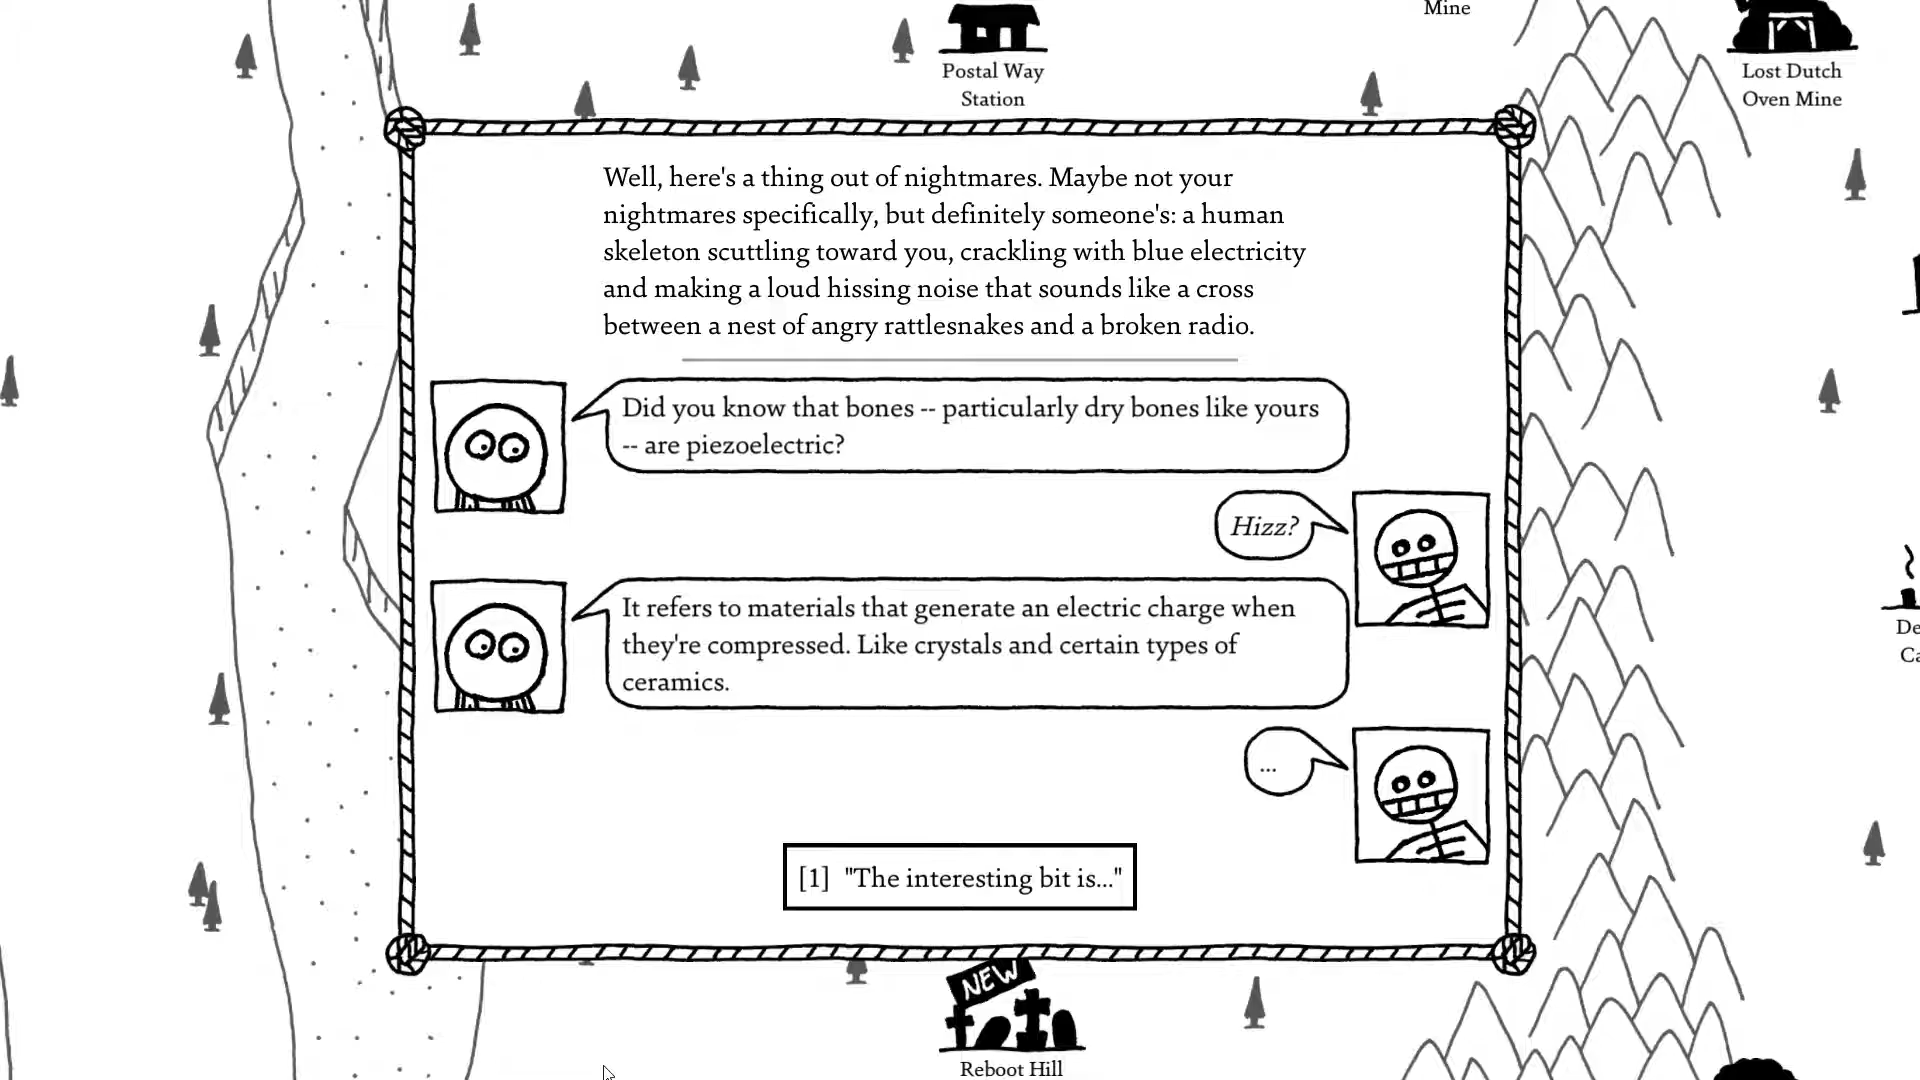 Mine
Postal Way
Station
Lost Dutch
Oven Mine
Well, here's a thing out of nightmares. Maybe not your
nightmares specifically, but definitely someone's: a human
skeleton scuttling toward you, crackling with blue electricity
and making a loud hissing noise that sounds like a cross
between a nest of angry rattlesnakes and a broken radio.
Did you know that bones -- particularly dry bones like yours
-- are piezoelectric?
Hizz?
It refers to materials that generate an electric charge when
they're compressed. Like crystals and certain types of
ceramics.
...
[1] "The interesting bit is..."
NEW
Reboot Hill